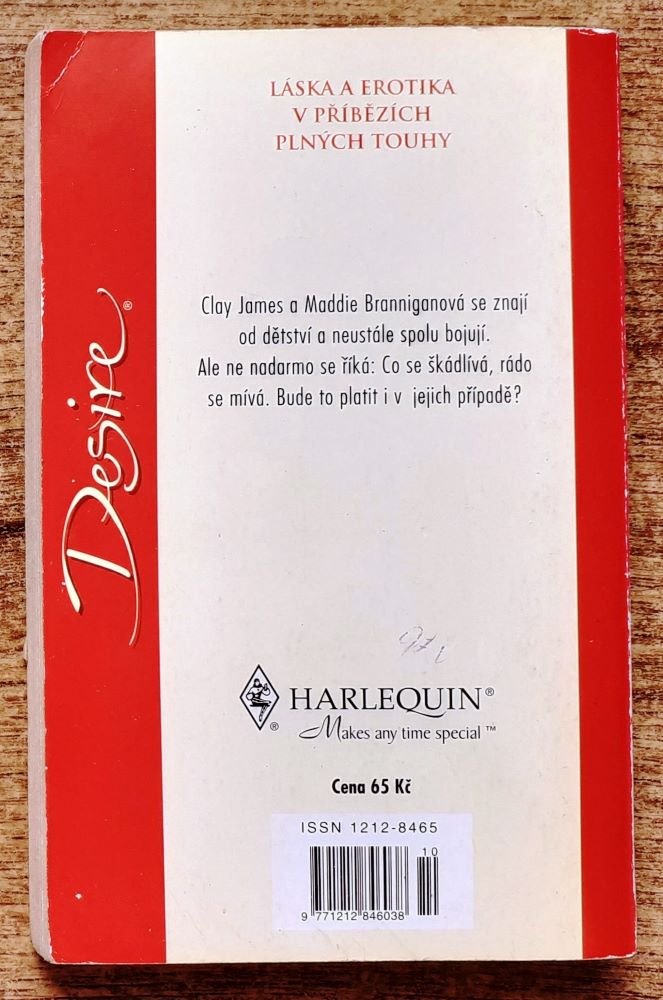 LÁSKA A EROTIKA
V PŘÍBĚZÍCH
PLNÝCH TOUHY
Desire®
Clay James a Maddie Branniganová se znají
od dětství a neustále spolu bojují.
Ale ne nadarmo se říká: Co se škádlívá, rádo
se mívá. Bude to platit i v jejich případě?
HARLEQUIN®
®
Makes any time special™
Cena 65 Kč
ISSN 1212-8465
10
9 771212 846038